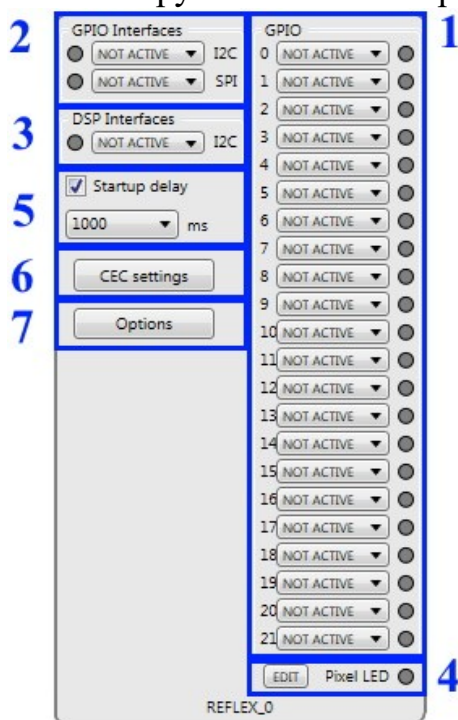 2
GPIO Interfaces
NOT ACTIVE I2C
NOT ACTIVE SPI
3
DSP Interfaces
NOT ACTIVE I2C
5
Startup delay
1000 ms
6
CEC settings
7
Options
1
GPIO
0 NOT ACTIVE
1 NOT ACTIVE
2 NOT ACTIVE
3 NOT ACTIVE
4 NOT ACTIVE
5 NOT ACTIVE
6 NOT ACTIVE
7 NOT ACTIVE
8 NOT ACTIVE
9 NOT ACTIVE
10 NOT ACTIVE
11 NOT ACTIVE
12 NOT ACTIVE
13 NOT ACTIVE
14 NOT ACTIVE
15 NOT ACTIVE
16 NOT ACTIVE
17 NOT ACTIVE
18 NOT ACTIVE
19 NOT ACTIVE
20 NOT ACTIVE
21 NOT ACTIVE
EDIT Pixel LED
4
REFLEX_0